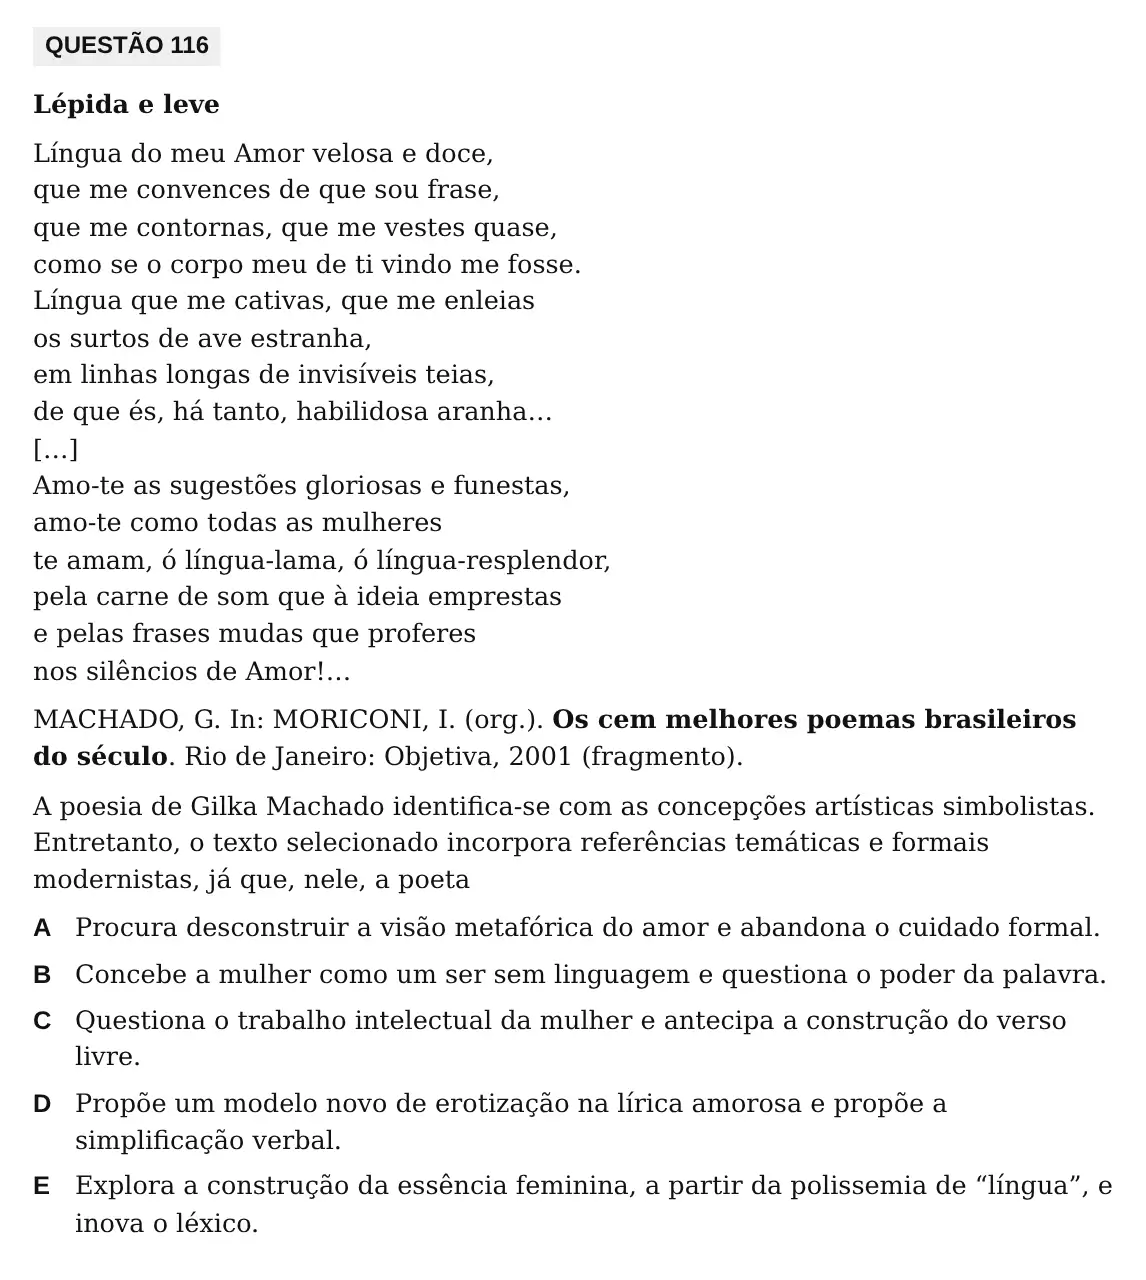 QUESTÃO 116
Lépida e leve
Língua do meu Amor velosa e doce,
que me convences de que sou frase,
que me contornas, que me vestes quase,
como se o corpo meu de ti vindo me fosse.
Língua que me cativas, que me enleias
os surtos de ave estranha,
em linhas longas de invisíveis teias,
de que és, há tanto, habilidosa aranha...
[...]
Amo-te as sugestões gloriosas e funestas,
amo-te como todas as mulheres
te amam, ó língua-lama, ó língua-resplendor,
pela carne de som que à ideia emprestas
e pelas frases mudas que proferes
nos silêncios de Amor!...
MACHADO, G. In: MORICONI, I. (org.). Os cem melhores poemas brasileiros
do século. Rio de Janeiro: Objetiva, 2001 (fragmento).
A poesia de Gilka Machado identifica-se com as concepções artísticas simbolistas.
Entretanto, o texto selecionado incorpora referências temáticas e formais
modernistas, já que, nele, a poeta
A Procura desconstruir a visão metafórica do amor e abandona o cuidado formal.
B Concebe a mulher como um ser sem linguagem e questiona o poder da palavra.
C Questiona o trabalho intelectual da mulher e antecipa a construção do verso
livre.
D Propõe um modelo novo de erotização na lírica amorosa e propõe a
simplificação verbal.
E Explora a construção da essência feminina, a partir da polissemia de “língua”, e
inova o léxico.